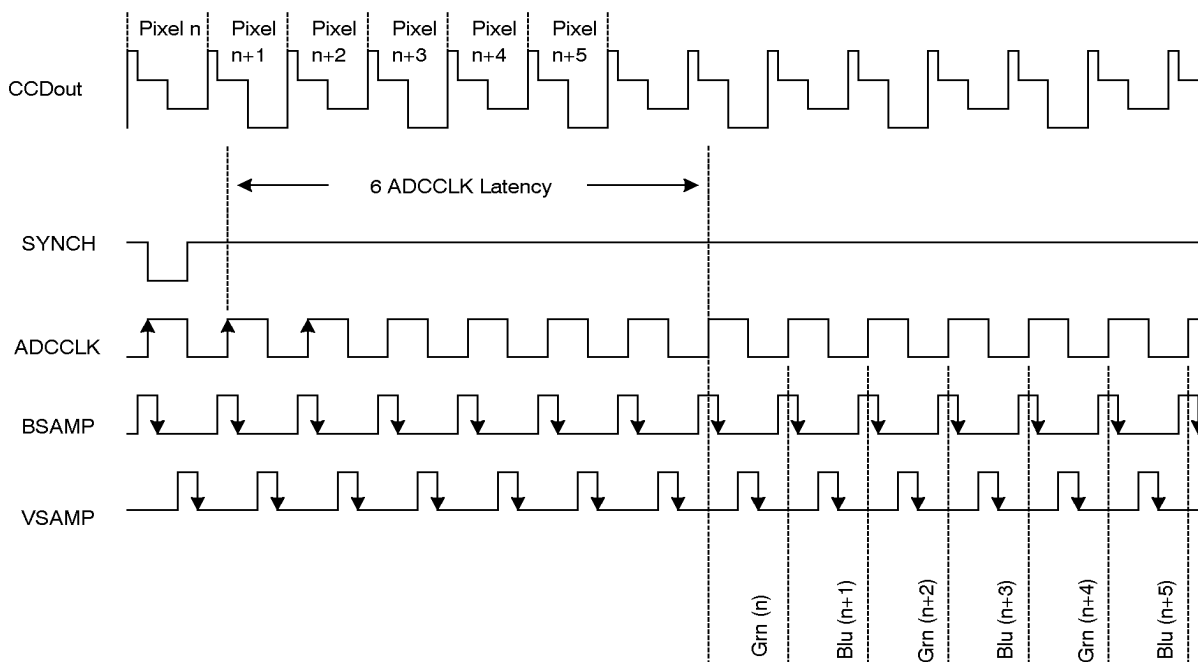 Pixel n
Pixel
n+1
Pixel
n+2
Pixel
n+3
Pixel
n+4
Pixel
n+5
CCDout
6 ADCCLK Latency
SYNCH
ADCCLK
BSAMP
VSAMP
Grn (n)
Blu (n+1)
Grn (n+2)
Blu (n+3)
Grn (n+4)
Blu (n+5)